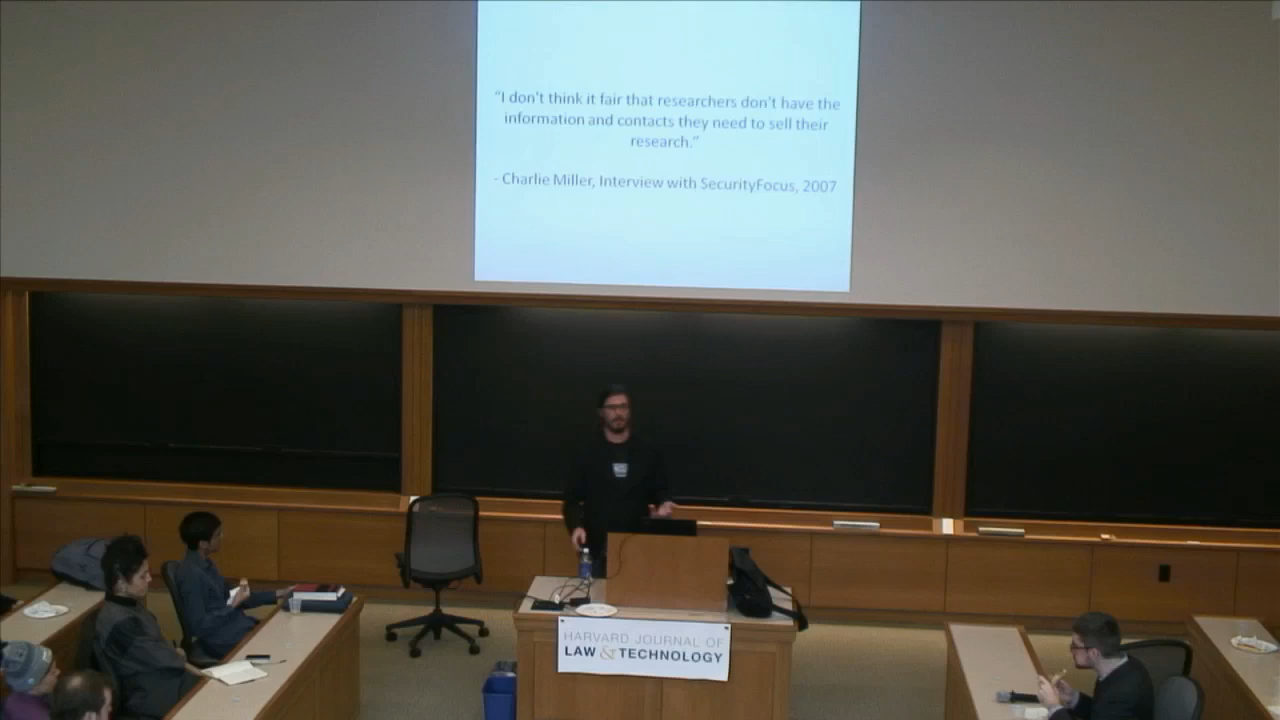 “I don't think it fair that researchers don't have the
information and contacts they need to sell their
research.”
- Charlie Miller, Interview with SecurityFocus, 2007
HARVARD JOURNAL OF
LAW & TECHNOLOGY